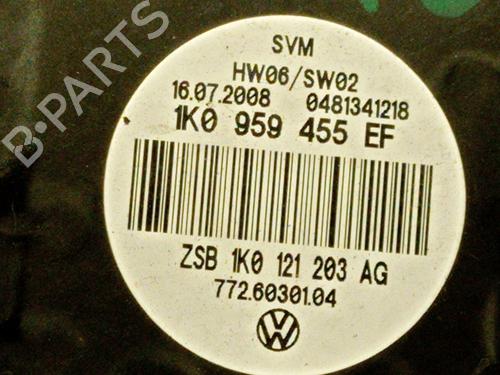 B-PARTS
SVM
HW06/SW02
16.07.2008 0481341218
1K0 959 455 EF
ZSB 1K0 121 203 AG
772.60301.04